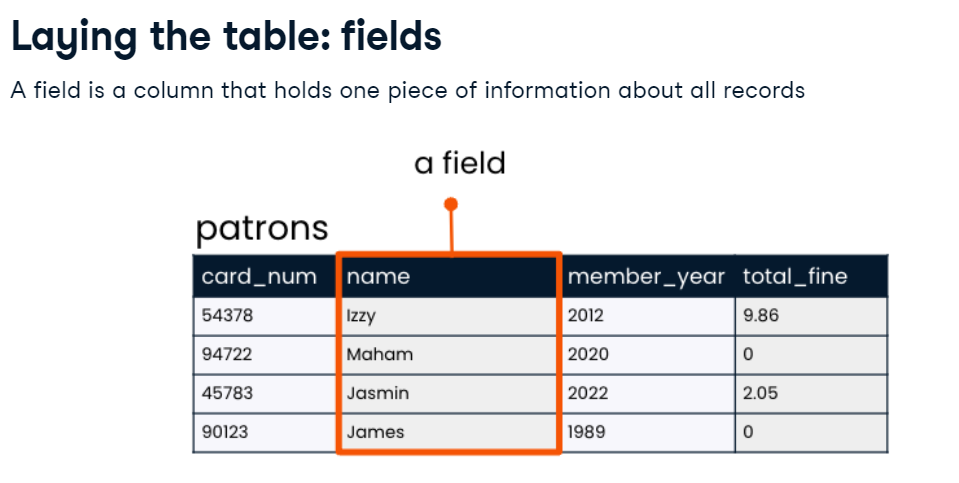 Laying the table: fields
A field is a column that holds one piece of information about all records
a field
patrons
card_num name member_year total_fine
54378 Izzy 2012 9.86
94722 Maham 2020 0
45783 Jasmin 2022 2.05
90123 James 1989 0